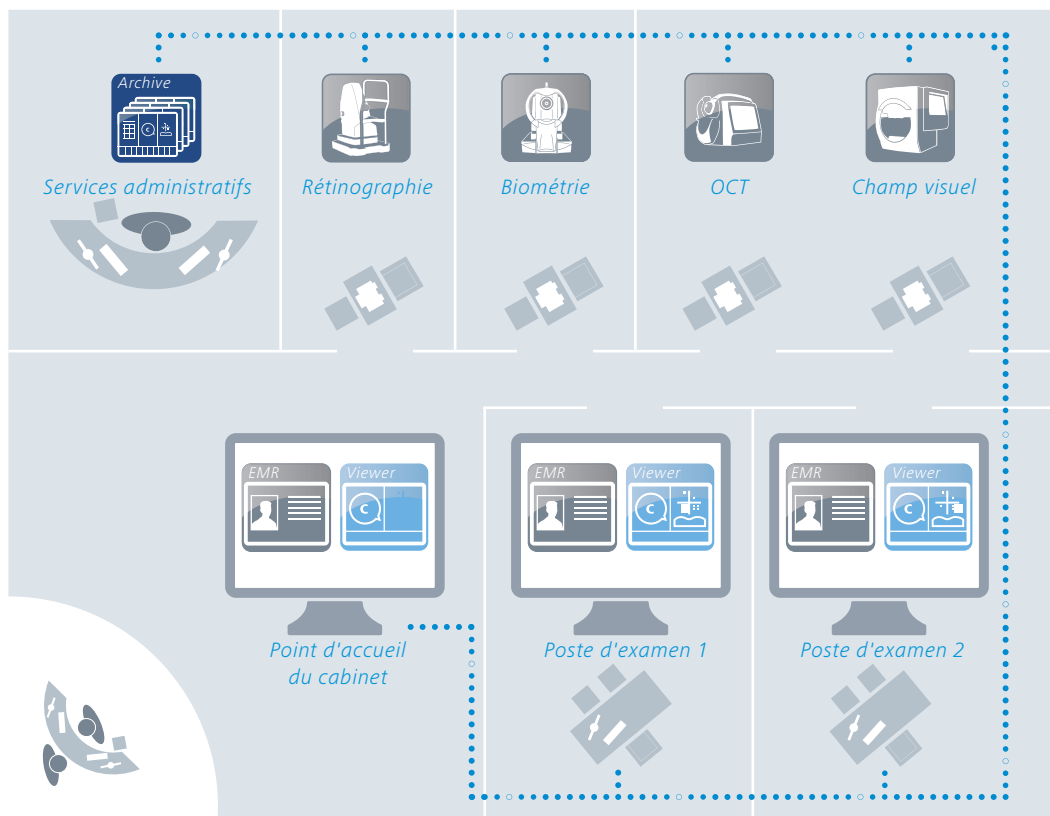 Archive
C
Services administratifs
Rétinographie
Biométrie
OCT
Champ visuel
EMR
Viewer
C
EMR
Viewer
C
EMR
Viewer
C
Point d'accueil
du cabinet
Poste d'examen 1
Poste d'examen 2